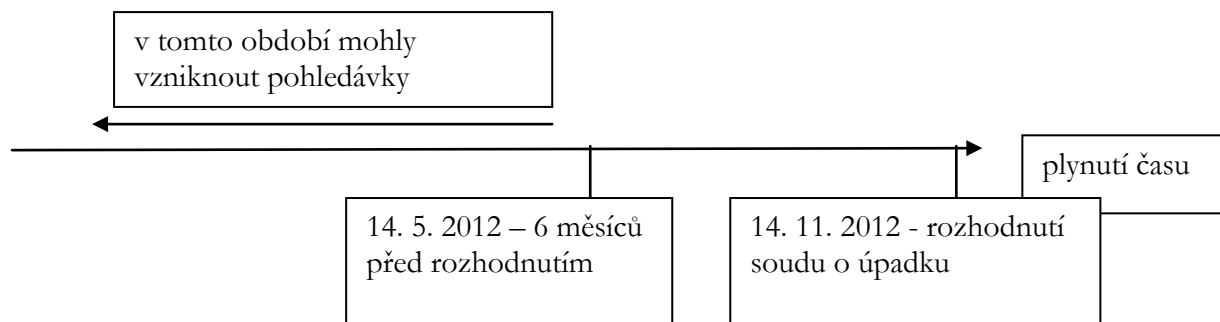 v tomto období mohly
vzniknout pohledávky
plynutí času
14. 5. 2012 – 6 měsíců
před rozhodnutím
14. 11. 2012 - rozhodnutí
soudu o úpadku